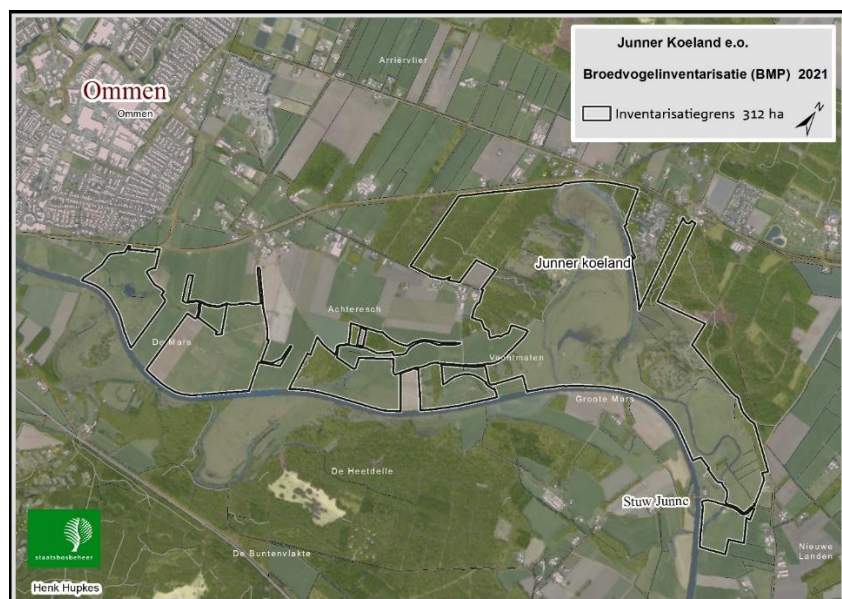 Junner Koeland e.o.
Broedvogelinventarisatie (BMP) 2021
Inventarisatiegrens 312 ha
N
Arriërvlier
Ommen
Ommen
Junner koeland
Achteresch
De Mars
Vechtmaten
Groote Mars
De Heetdelle
Stuw Junne
De Buntenvlakte
Nieuwe
Landen
staatsbosbeheer
Henk Hupkes